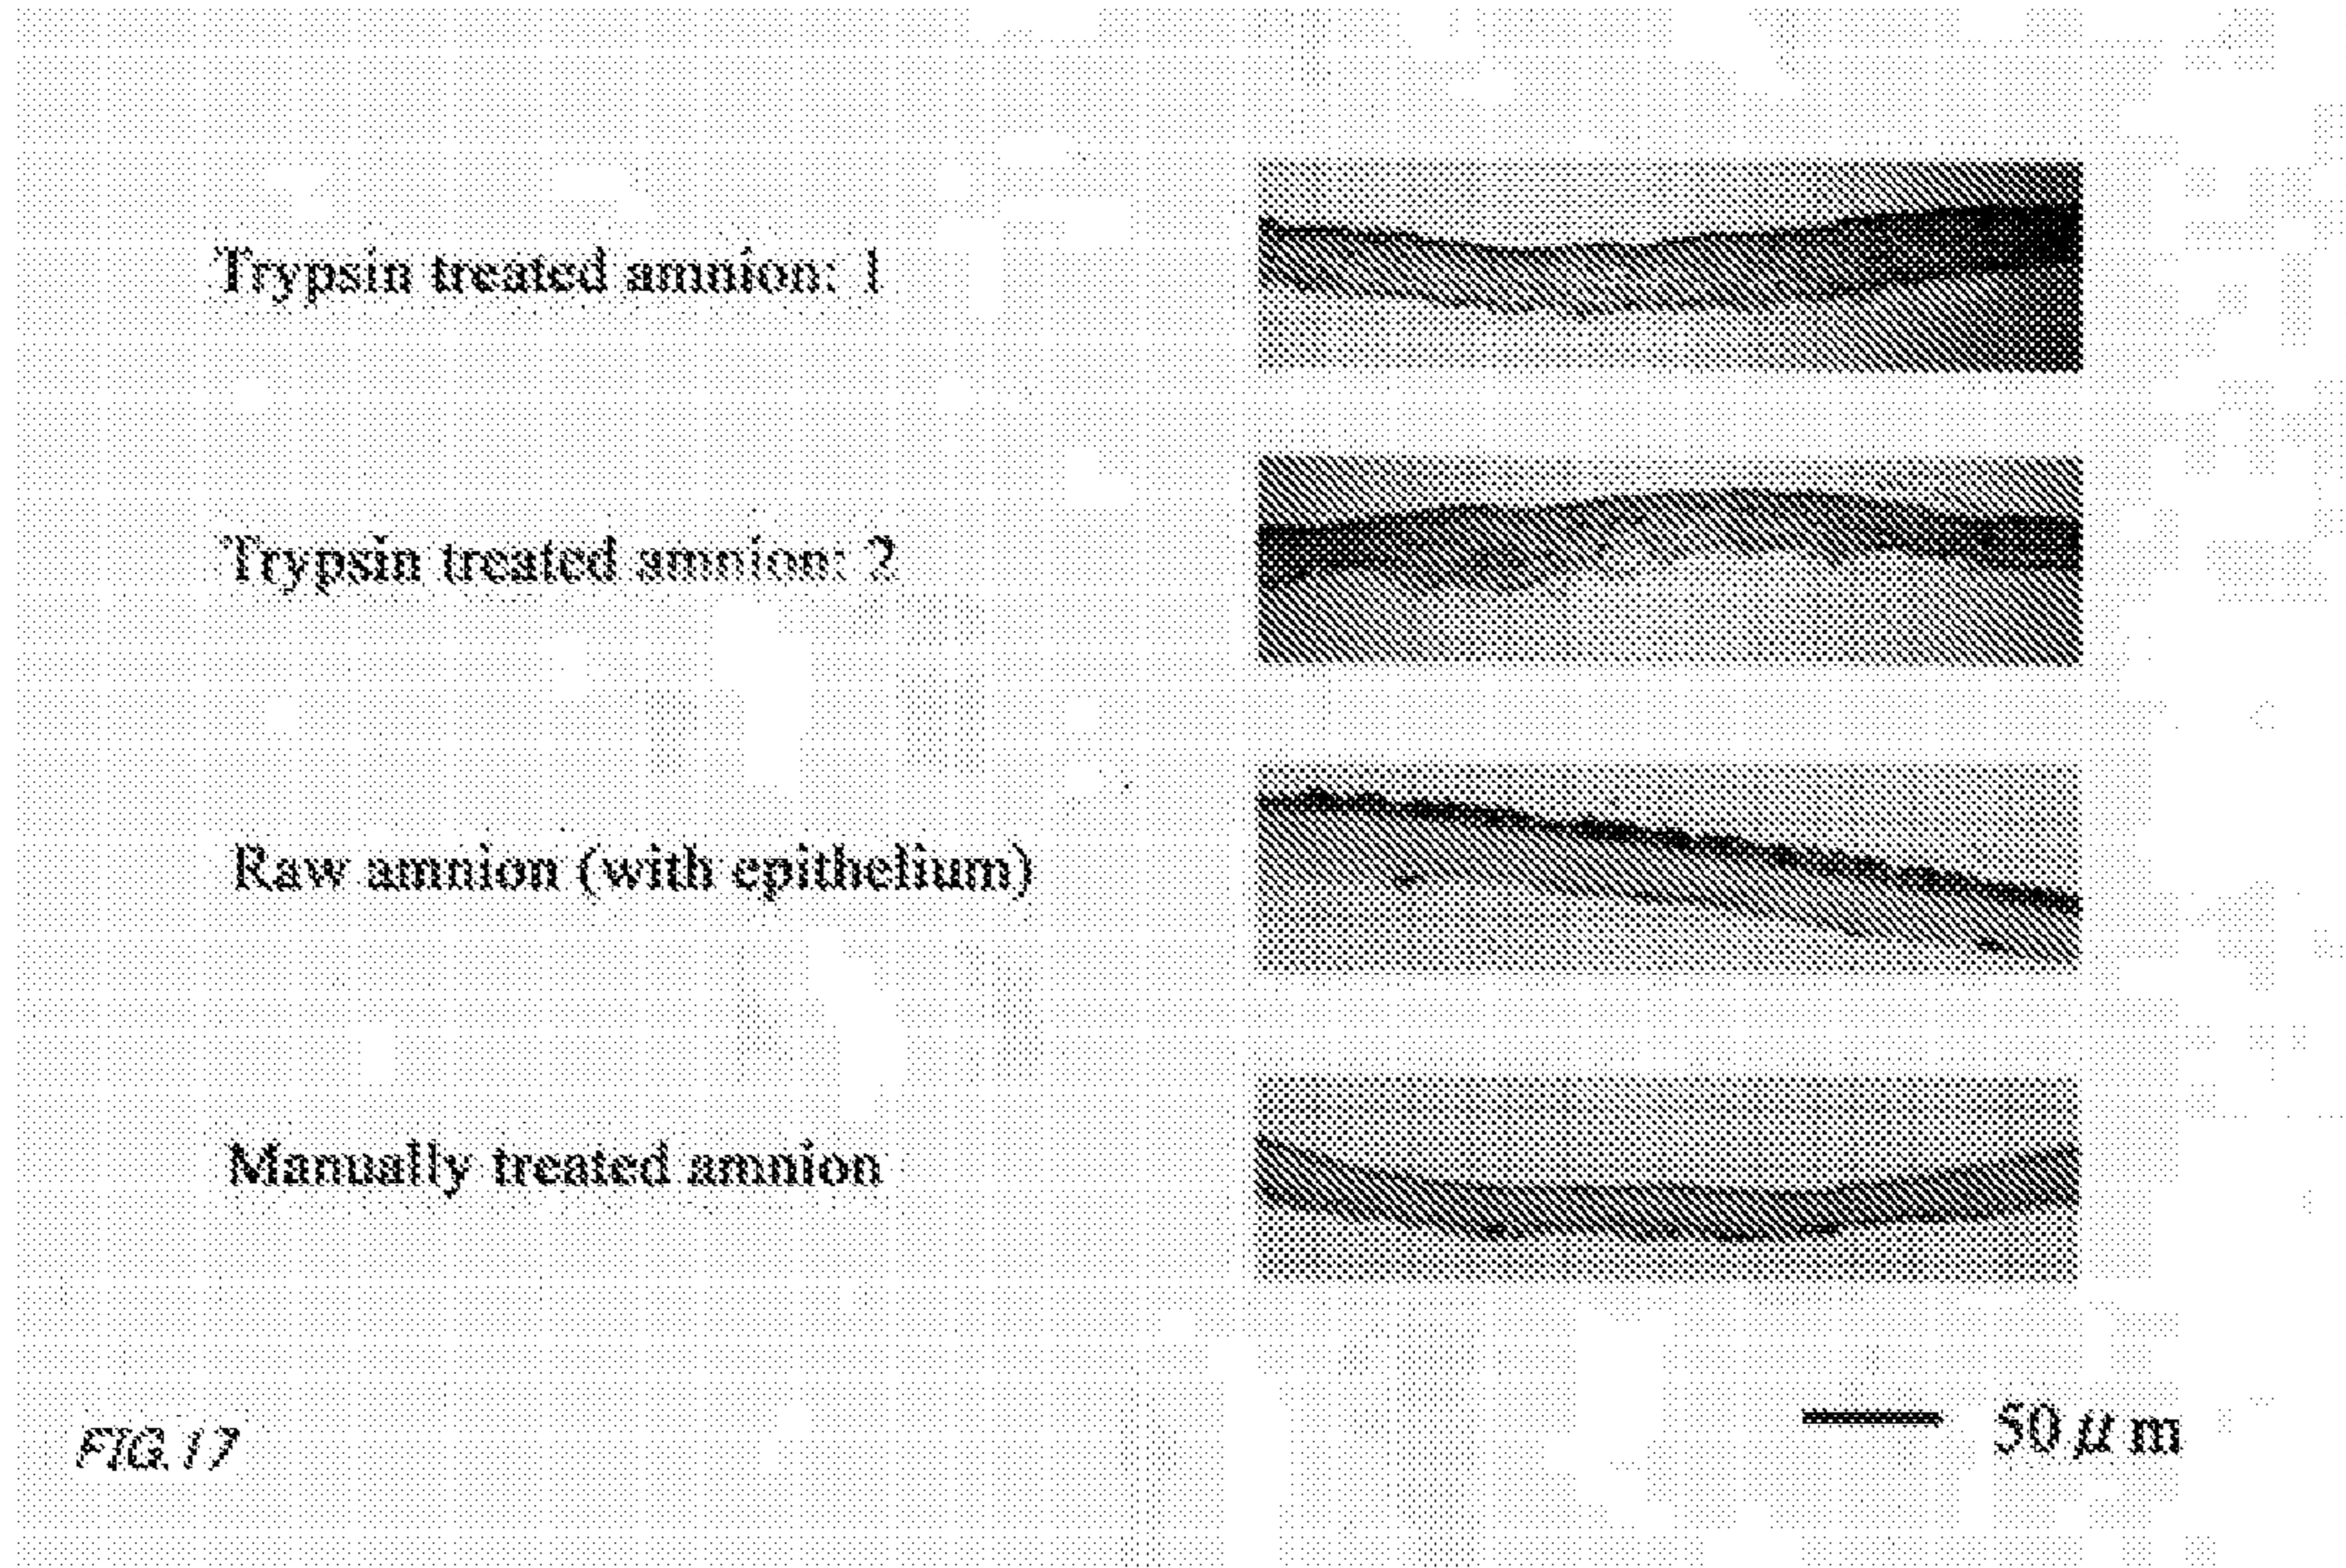 Trypsin treated amnion: 1
Trypsin treated amnion: 2
Raw amnion (with epithelium)
Manually treated amnion
50 μm
FIG. 17